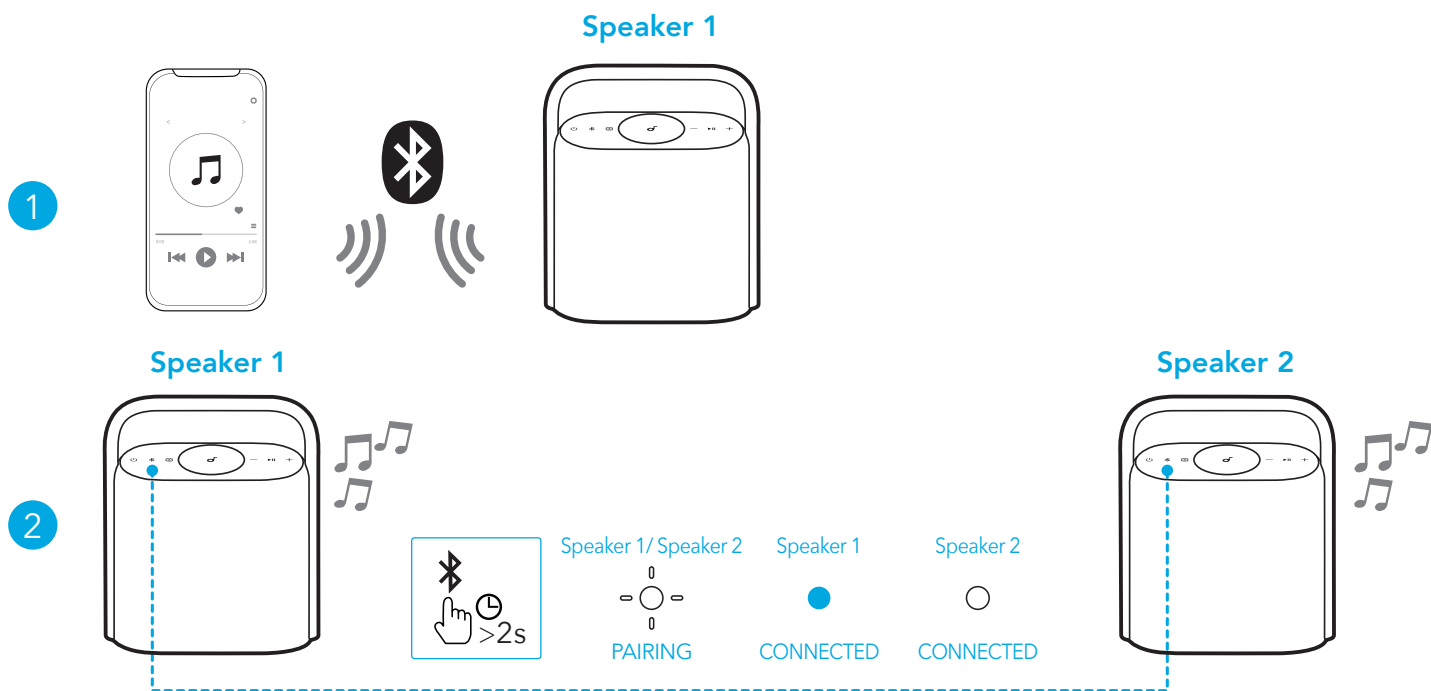 Speaker 1
1
Speaker 1
Speaker 2
2
Speaker 1/ Speaker 2
Speaker 1
Speaker 2
>2s
PAIRING
CONNECTED
CONNECTED